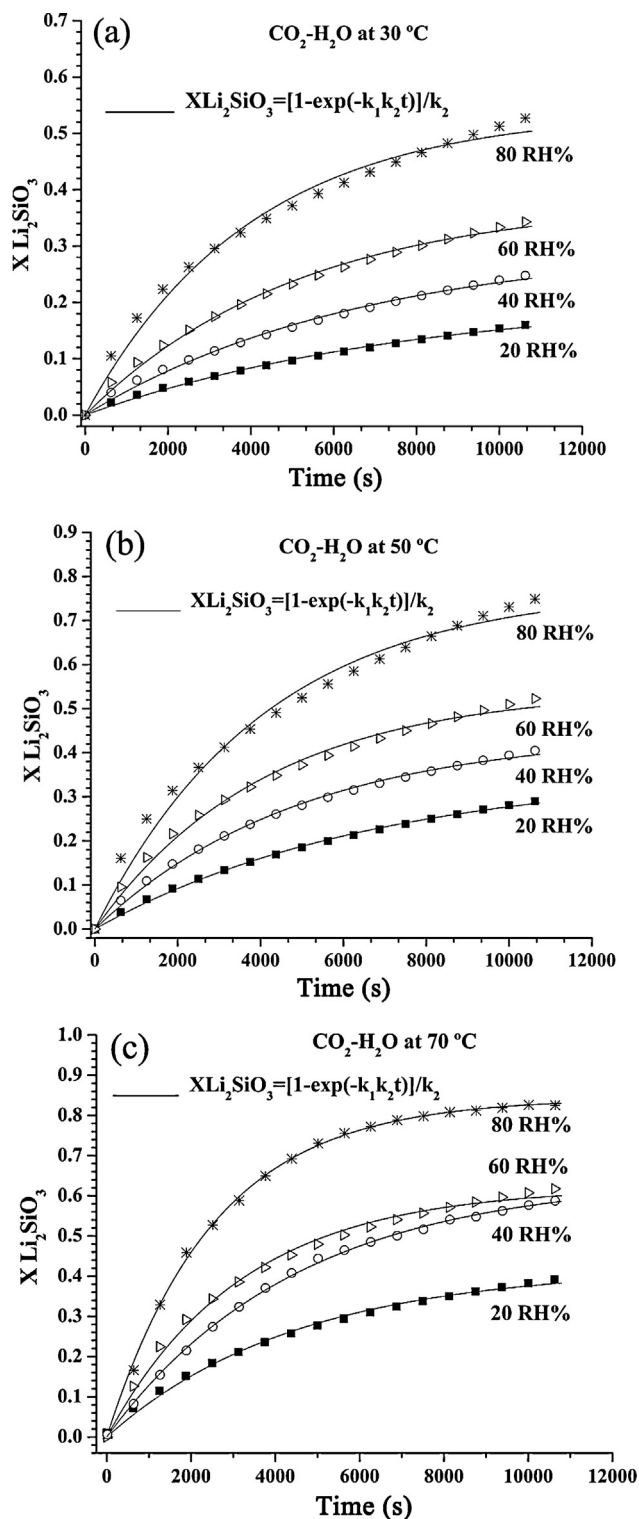 (a)
CO₂-H₂O at 30 ºC
XLi₂SiO₃=[1-exp(-k₁k₂t)]/k₂
0.7
0.6
0.5
0.4
0.3
0.2
0.1
0.0
X Li₂SiO₃
80 RH%
60 RH%
40 RH%
20 RH%
0 2000 4000 6000 8000 10000 12000
Time (s)
(b)
CO₂-H₂O at 50 ºC
XLi₂SiO₃=[1-exp(-k₁k₂t)]/k₂
0.9
0.8
0.7
0.6
0.5
0.4
0.3
0.2
0.1
0.0
X Li₂SiO₃
80 RH%
60 RH%
40 RH%
20 RH%
0 2000 4000 6000 8000 10000 12000
Time (s)
(c)
CO₂-H₂O at 70 ºC
XLi₂SiO₃=[1-exp(-k₁k₂t)]/k₂
1.0
0.9
0.8
0.7
0.6
0.5
0.4
0.3
0.2
0.1
0.0
X Li₂SiO₃
80 RH%
60 RH%
40 RH%
20 RH%
0 2000 4000 6000 8000 10000 12000
Time (s)